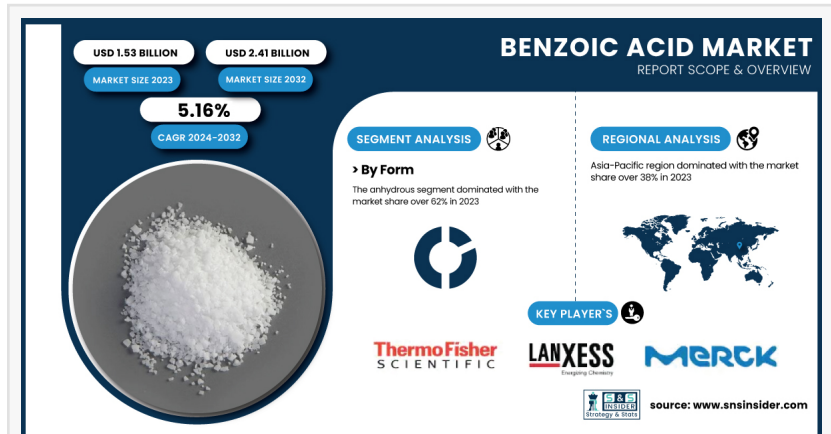 BENZOIC ACID MARKET
REPORT SCOPE & OVERVIEW
USD 1.53 BILLION
MARKET SIZE 2023
USD 2.41 BILLION
MARKET SIZE 2032
5.16%
CAGR 2024-2032
SEGMENT ANALYSIS
> By Form
The anhydrous segment dominated with the
market share over 62% in 2023
REGIONAL ANALYSIS
Asia-Pacific region dominated with the market
share over 38% in 2023
KEY PLAYER`S
ThermoFisher
SCIENTIFIC
LANXESS
Energizing Chemistry
MERCK
S&S
INSIDER
Strategy & Stats
source: www.snsinsider.com